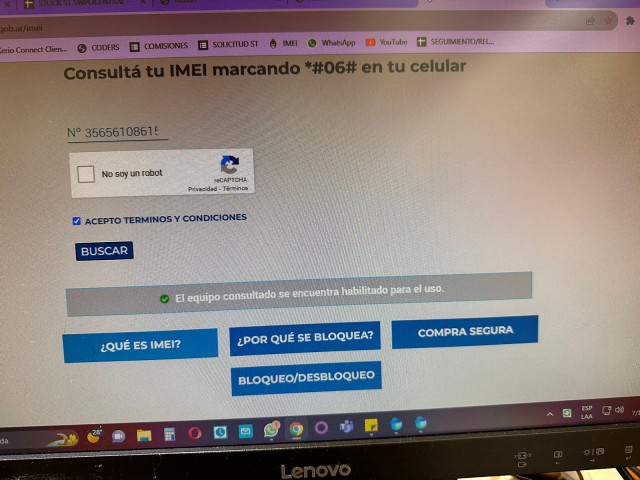 gob.ar/imei
Kerio Connect Clien... CODERS COMISIONES SOLICITUD ST IMEI WhatsApp YouTube SEGUIMIENTO/REL...
Consultá tu IMEI marcando *#06# en tu celular
Nº 3565610861
No soy un robot
reCAPTCHA
Privacidad - Términos
ACEPTO TERMINOS Y CONDICIONES
BUSCAR
El equipo consultado se encuentra habilitado para el uso.
¿QUÉ ES IMEI? ¿POR QUÉ SE BLOQUEA? COMPRA SEGURA
BLOQUEO/DESBLOQUEO
26° ESP
LAA
Lenovo